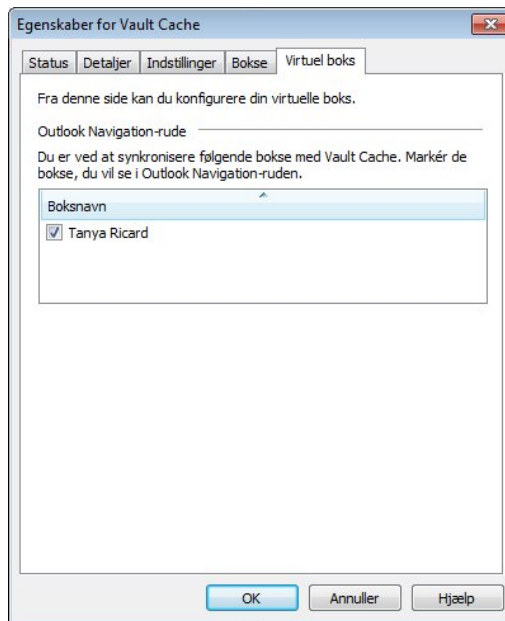 Egenskaber for Vault Cache
Status Detaljer Indstillinger Bokse Virtuel boks
Fra denne side kan du konfigurere din virtuelle boks.
Outlook Navigation-rude
Du er ved at synkronisere følgende bokse med Vault Cache. Markér de
bokse, du vil se i Outlook Navigation-ruden.
Boksnavn
Tanya Ricard
OK Annuller Hjælp